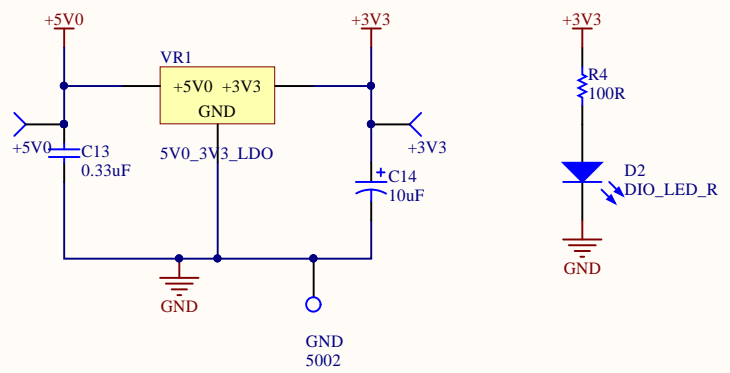 +5V0
+3V3
+3V3
VR1
+5V0 +3V3
GND
R4
100R
+5V0
C13
0.33uF
5V0_3V3_LDO
+3V3
C14
10uF
D2
DIO_LED_R
GND
GND
GND
5002